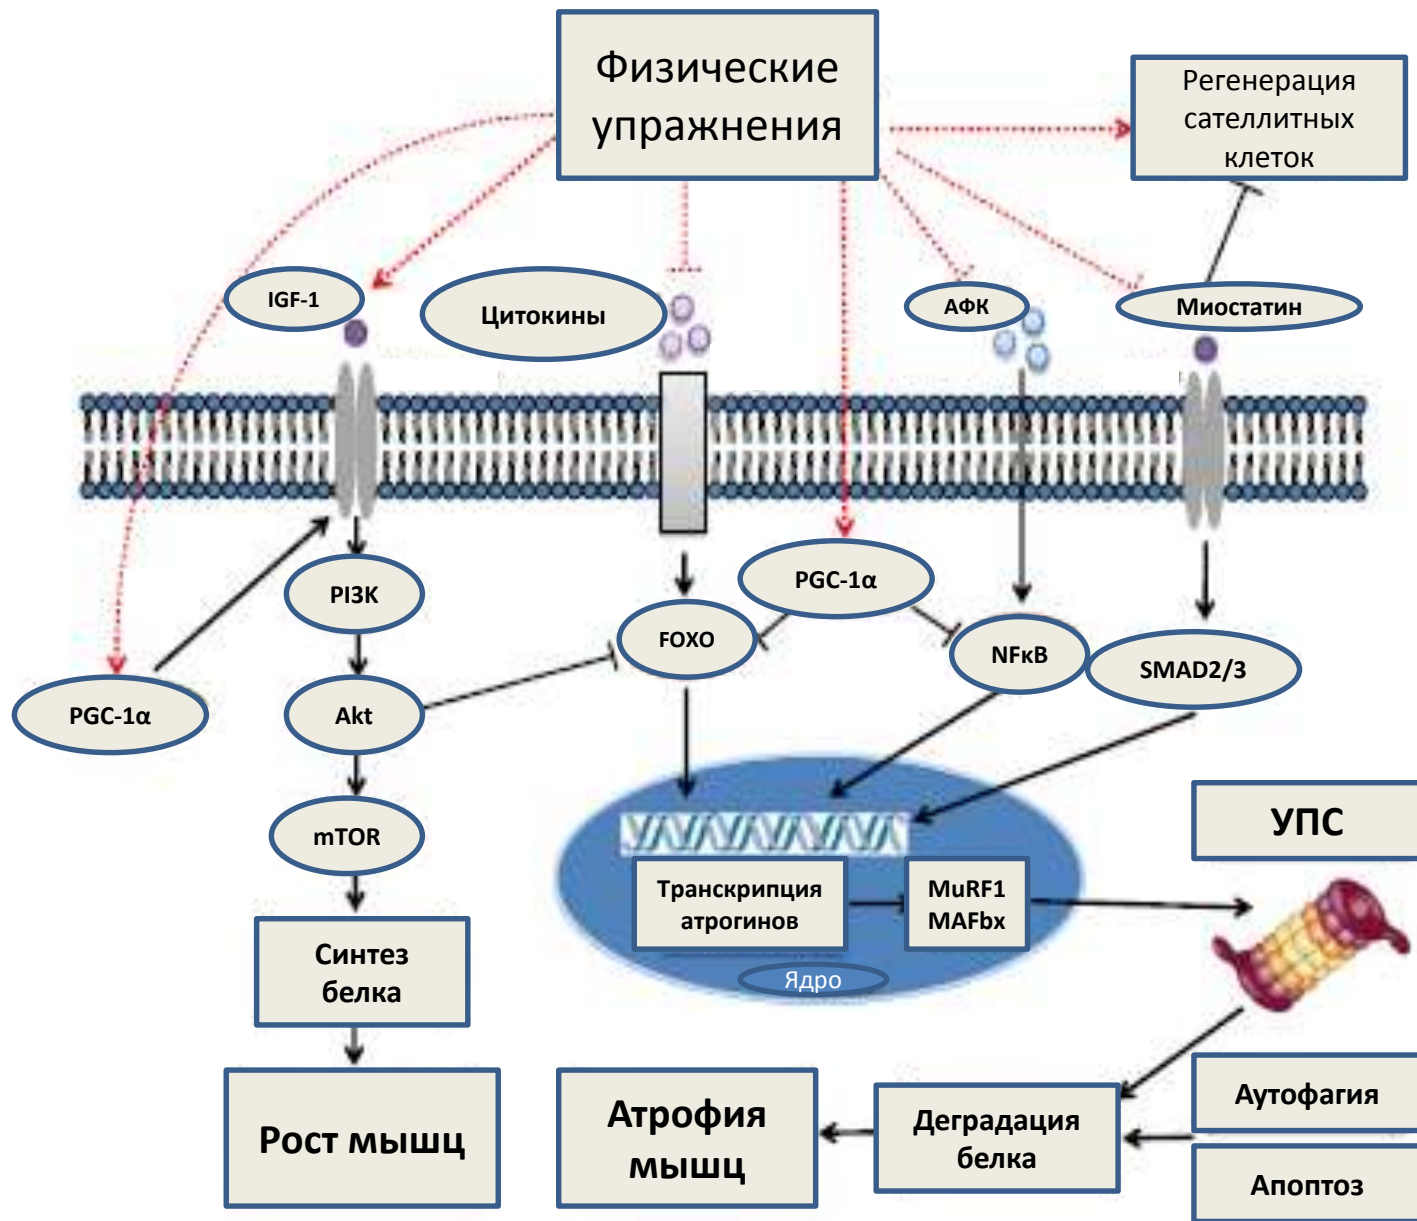 Физические
упражнения
Регенерация
сателлитных
клеток
IGF-1
Цитокины
АФК
Миостатин
PI3K
PGC-1α
FOXO
NFκB
SMAD2/3
PGC-1α
Akt
mTOR
УПС
Транскрипция
атрогинов
MuRF1
MAFbx
Ядро
Синтез
белка
Рост мышц
Атрофия
мышц
Деградация
белка
Аутофагия
Апоптоз